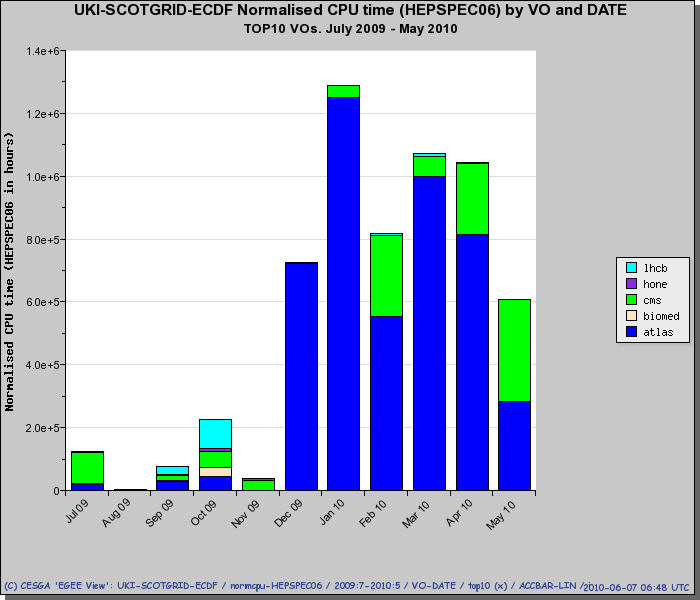 UKI-SCOTGRID-ECDF Normalised CPU time (HEPSPEC06) by VO and DATE
TOP10 VOs. July 2009 - May 2010
Normalised CPU time (HEPSPEC06 in hours)
1.4e+6
1.2e+6
1.0e+6
8.0e+5
6.0e+5
4.0e+5
2.0e+5
0
Jul 09
Aug 09
Sep 09
Oct 09
Nov 09
Dec 09
Jan 10
Feb 10
Mar 10
Apr 10
May 10
lhcb
hone
cms
biomed
atlas
(C) CESGA 'EGEE View': UKI-SCOTGRID-ECDF / normcpu-HEPSPEC06 / 2009:7-2010:5 / VO-DATE / top10 (x) / ACCBAR-LIN /
2010-06-07 06:48 UTC